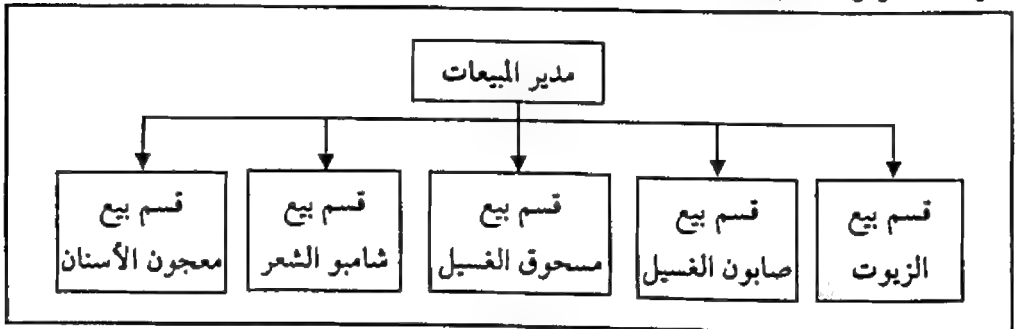 مدير المبيعات
قسم بيع
الزيوت
قسم بيع
صابون الغسيل
قسم بيع
مسحوق الغسيل
قسم بيع
شامبو الشعر
قسم بيع
معجون الأسنان